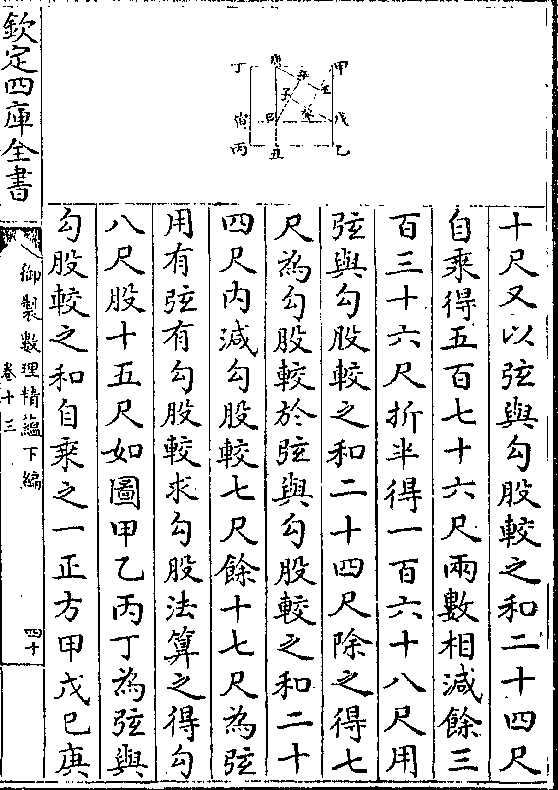 十尺又以弦與勾股較之和二十四尺
自乘得五百七十六尺兩數相減餘三
百三十六尺折半得一百六十八尺用
弦與勾股較之和二十四尺除之得七
尺為勾股較於弦與勾股較之和二十
四尺內減勾股較七尺餘十七尺為弦
用有弦有勾股較求勾股法算之得勾
八尺股十五尺如圖甲乙丙丁為弦與
勾股較之和自乘之一正方甲戊已庚
甲
戊
乙
壬
辛
癸
庚
子
已
丑
丁
寅
丙
欽定四庫全書
御製數理精蘊下編
卷十三
四十